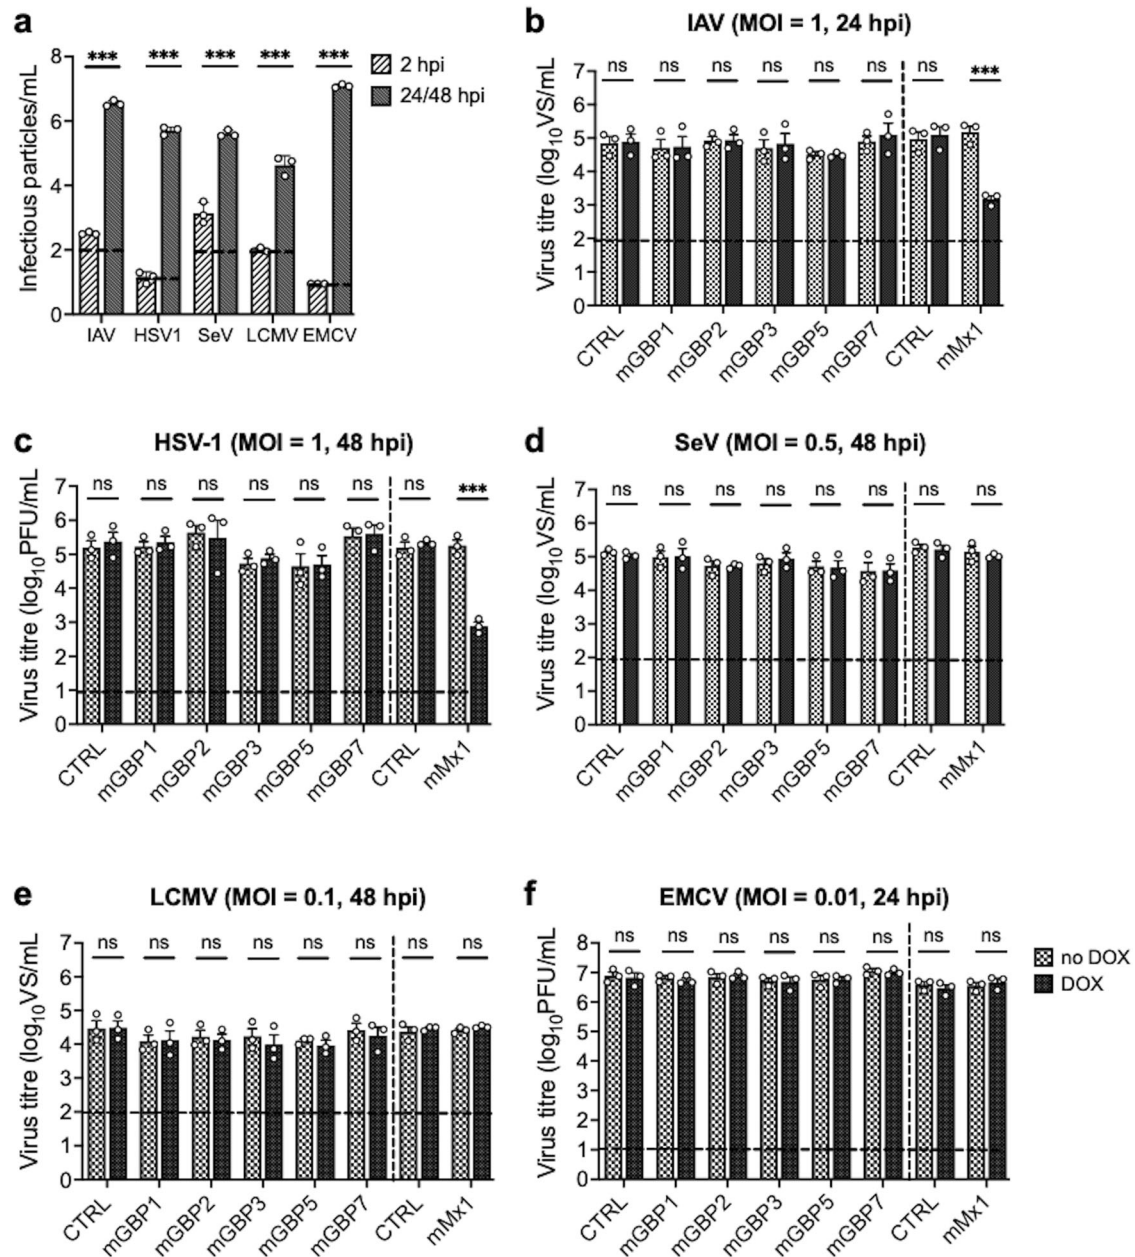 a
*** *** *** *** ***
Infectious particles/mL
8
6
4
2
0
IAV HSV1 SeV LCMV EMCV
2 hpi
24/48 hpi
b
IAV (MOI = 1, 24 hpi)
ns ns ns ns ns ns ns ***
Virus titre (log10VS/mL
7
6
5
4
3
2
1
0
CTRL mGBP1 mGBP2 mGBP3 mGBP5 mGBP7 CTRL mMx1
c
HSV-1 (MOI = 1, 48 hpi)
ns ns ns ns ns ns ns ***
Virus titre (log10PFU/mL
7
6
5
4
3
2
1
0
CTRL mGBP1 mGBP2 mGBP3 mGBP5 mGBP7 CTRL mMx1
d
SeV (MOI = 0.5, 48 hpi)
ns ns ns ns ns ns ns ns
Virus titre (log10VS/mL
7
6
5
4
3
2
1
0
CTRL mGBP1 mGBP2 mGBP3 mGBP5 mGBP7 CTRL mMx1
e
LCMV (MOI = 0.1, 48 hpi)
ns ns ns ns ns ns ns ns
Virus titre (log10VS/mL
7
6
5
4
3
2
1
0
CTRL mGBP1 mGBP2 mGBP3 mGBP5 mGBP7 CTRL mMx1
f
EMCV (MOI = 0.01, 24 hpi)
ns ns ns ns ns ns ns ns
Virus titre (log10PFU/mL
8
7
6
5
4
3
2
1
0
CTRL mGBP1 mGBP2 mGBP3 mGBP5 mGBP7 CTRL mMx1
no DOX
DOX